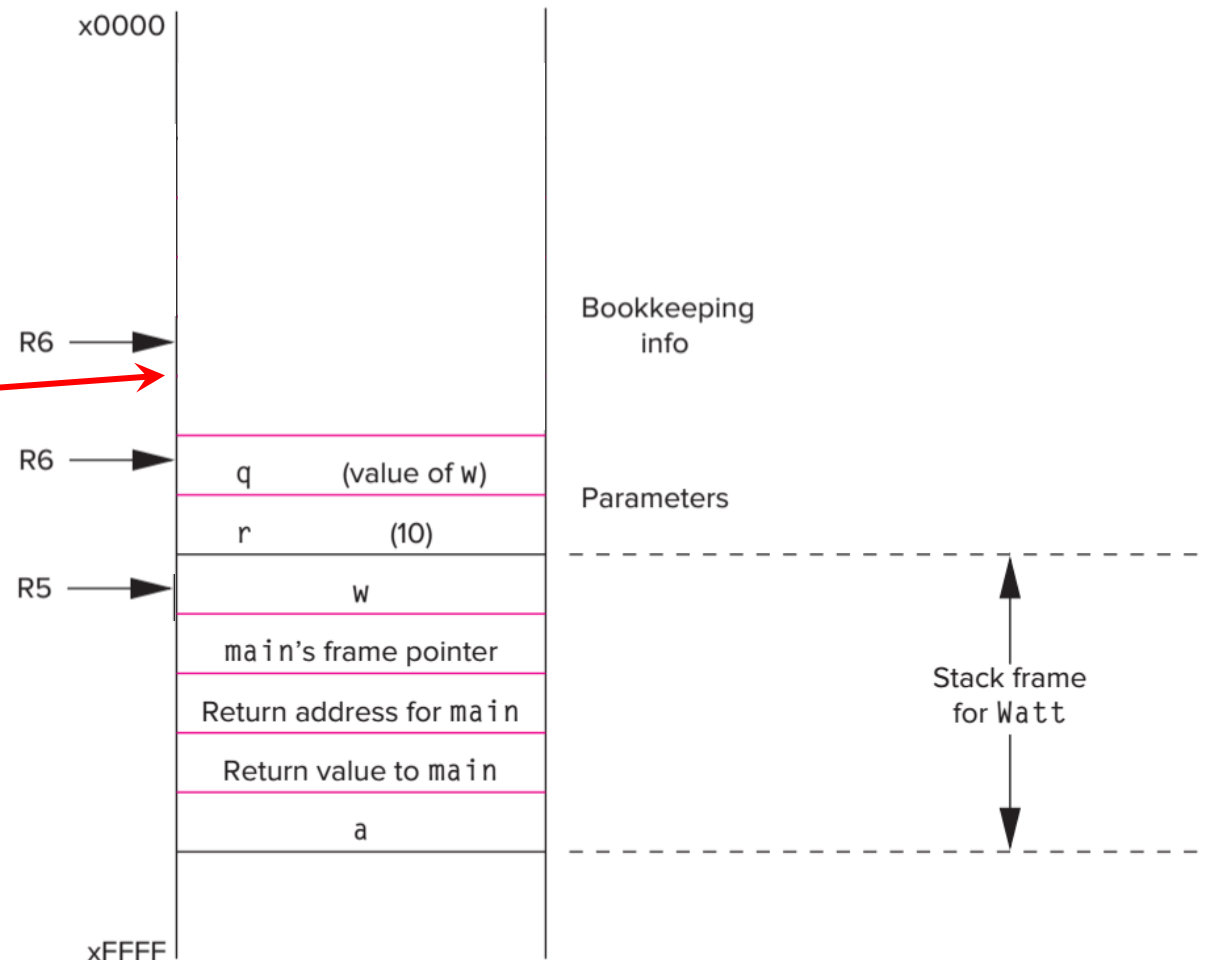 x0000
Bookkeeping
info
R6
R6
q (value of w)
Parameters
r (10)
R5
w
main's frame pointer
Stack frame
for Watt
Return address for main
Return value to main
a
xFFFF